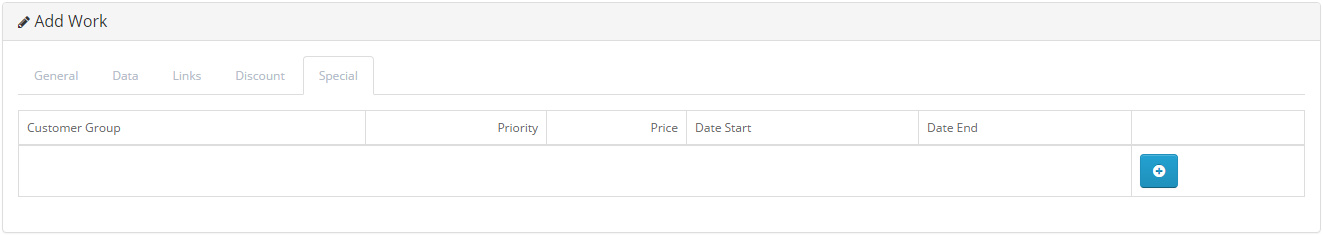 Add Work
General Data Links Discount Special
Customer Group Priority Price Date Start Date End